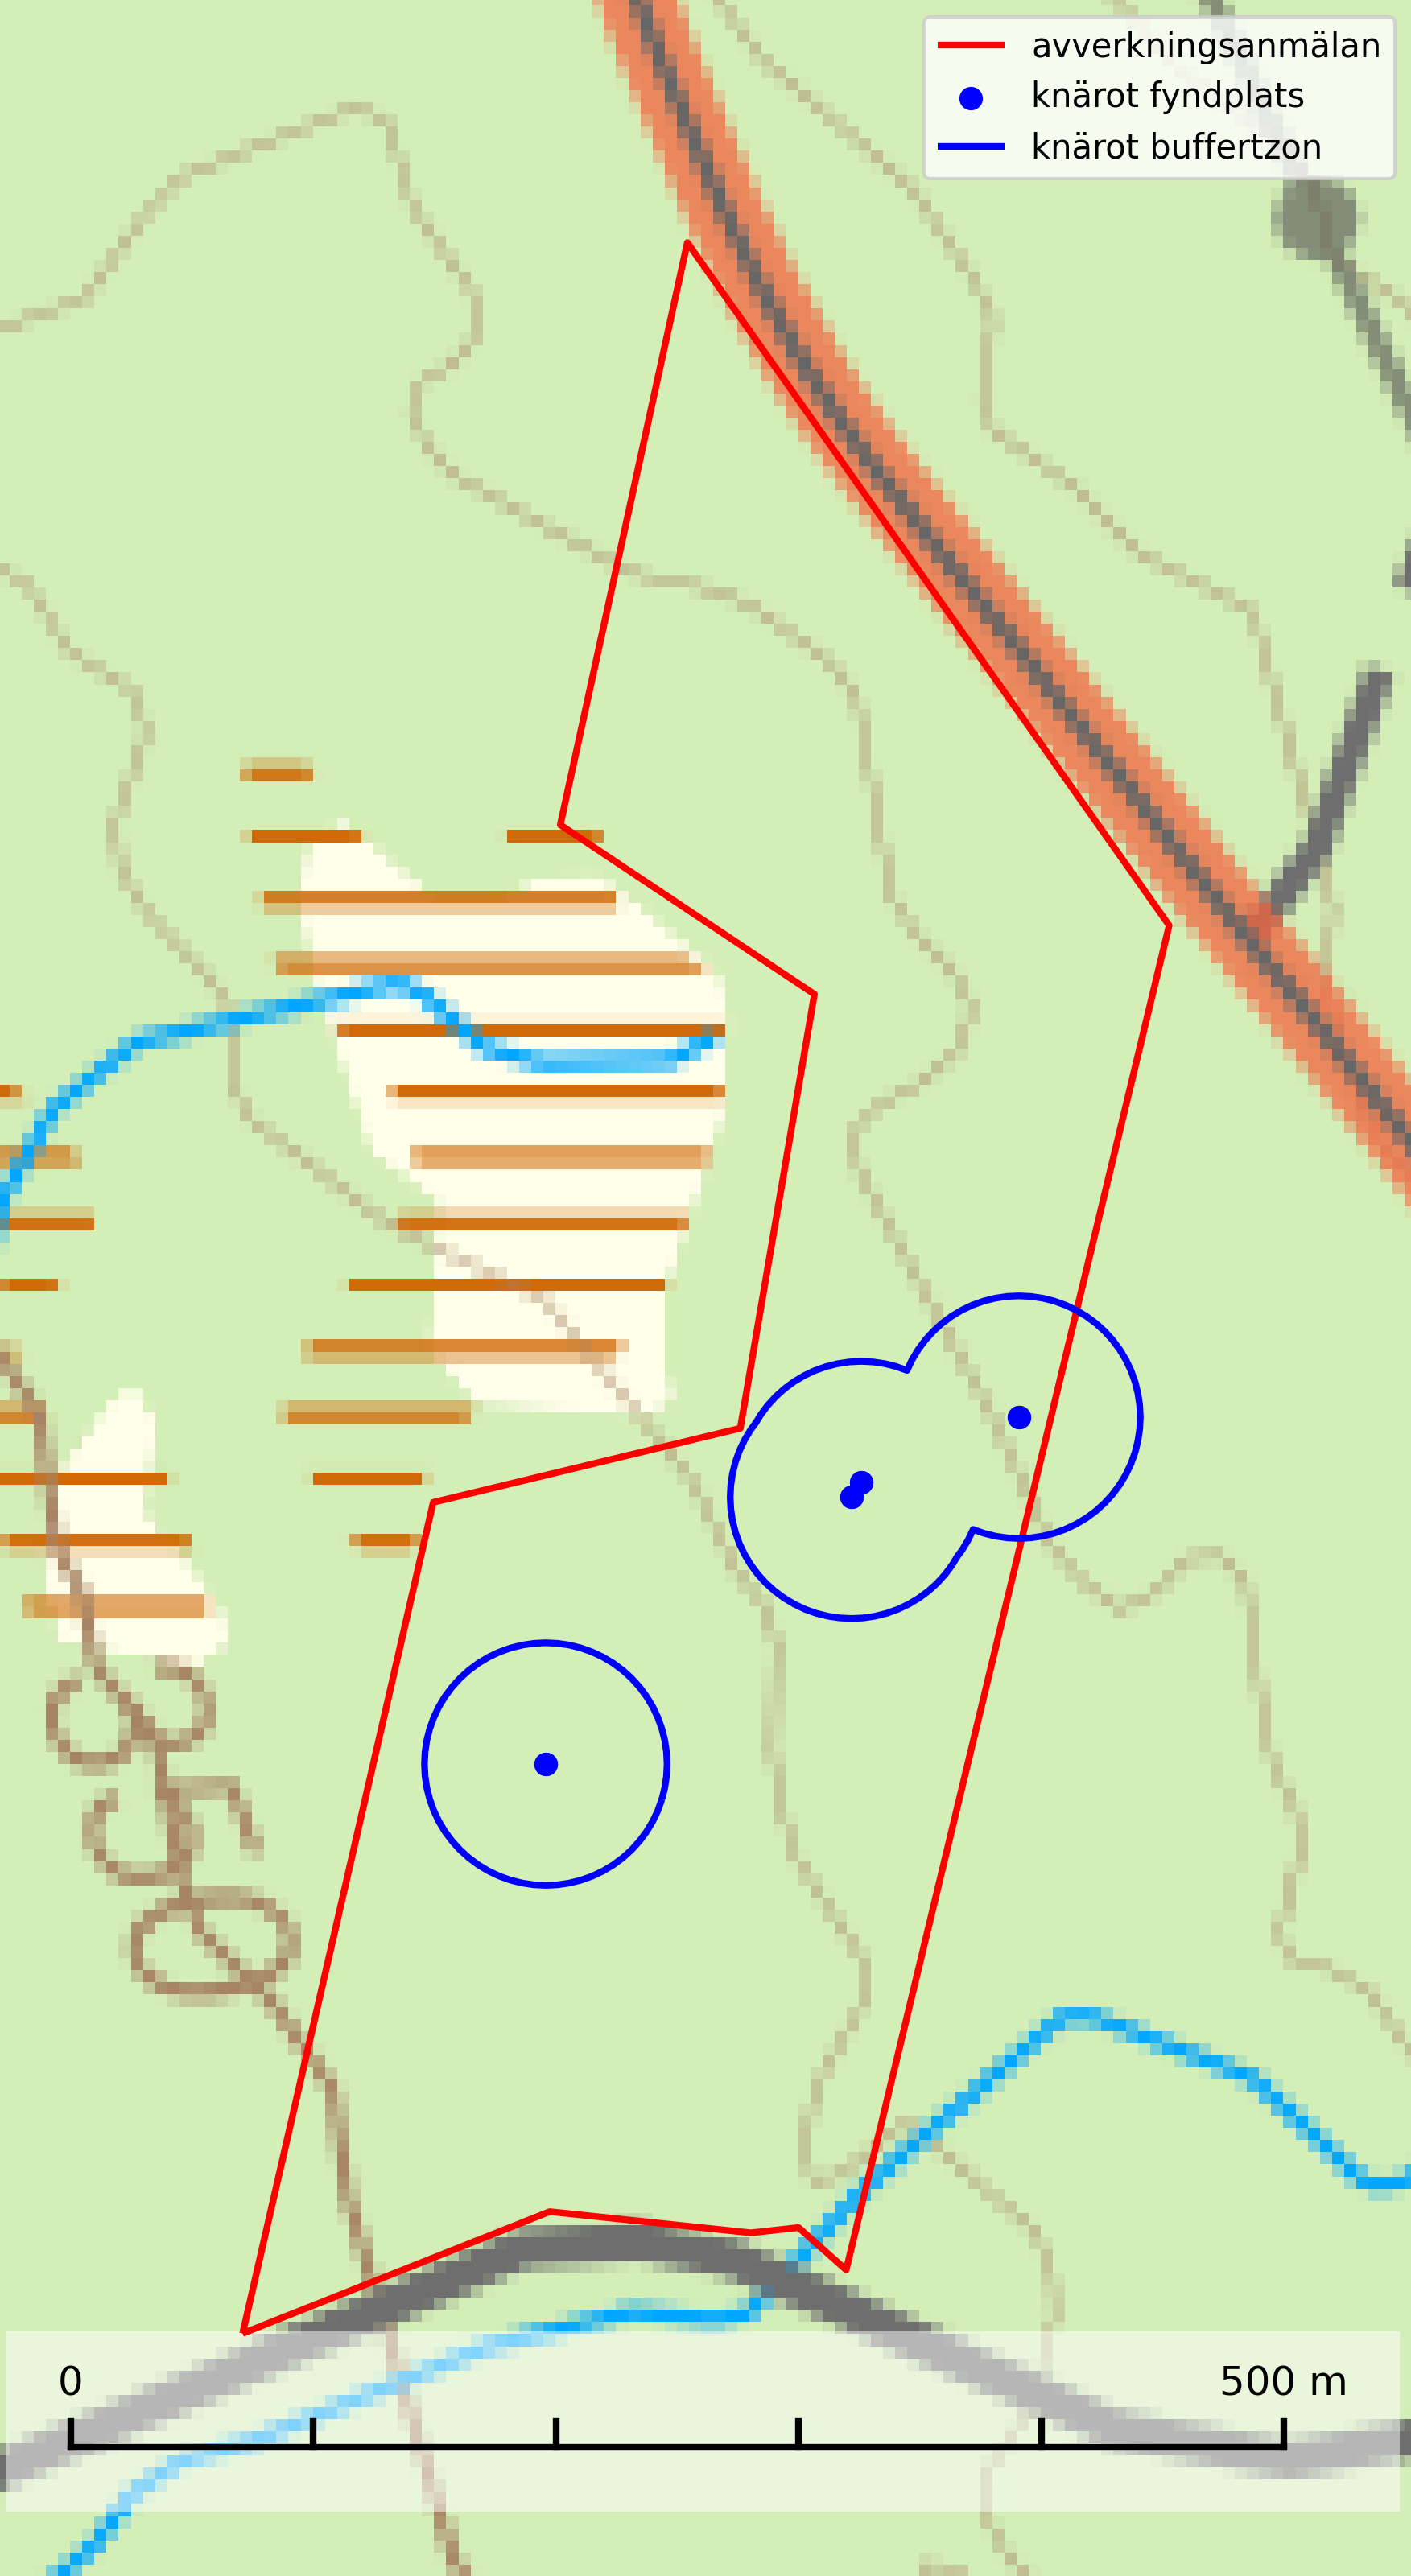 avverkningsanmälan
knärot fyndplats
knärot buffertzon
0 500 m